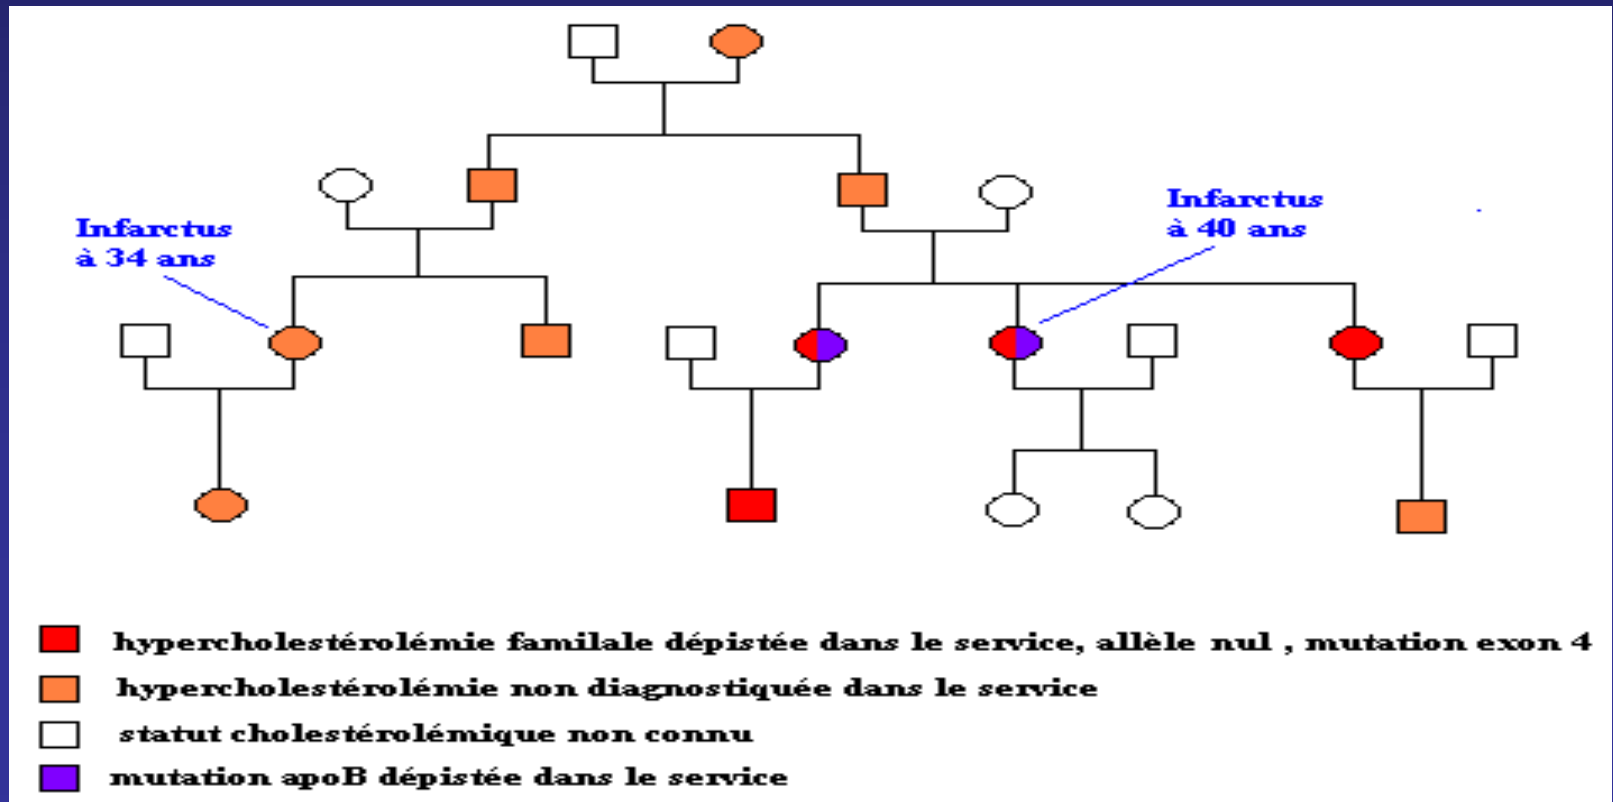 Infarctus
à 34 ans
Infarctus
à 40 ans
hypercholestérolémie familale dépistée dans le service, allèle nul , mutation exon 4
hypercholestérolémie non diagnostiquée dans le service
statut cholestérolémique non connu
mutation apoB dépistée dans le service